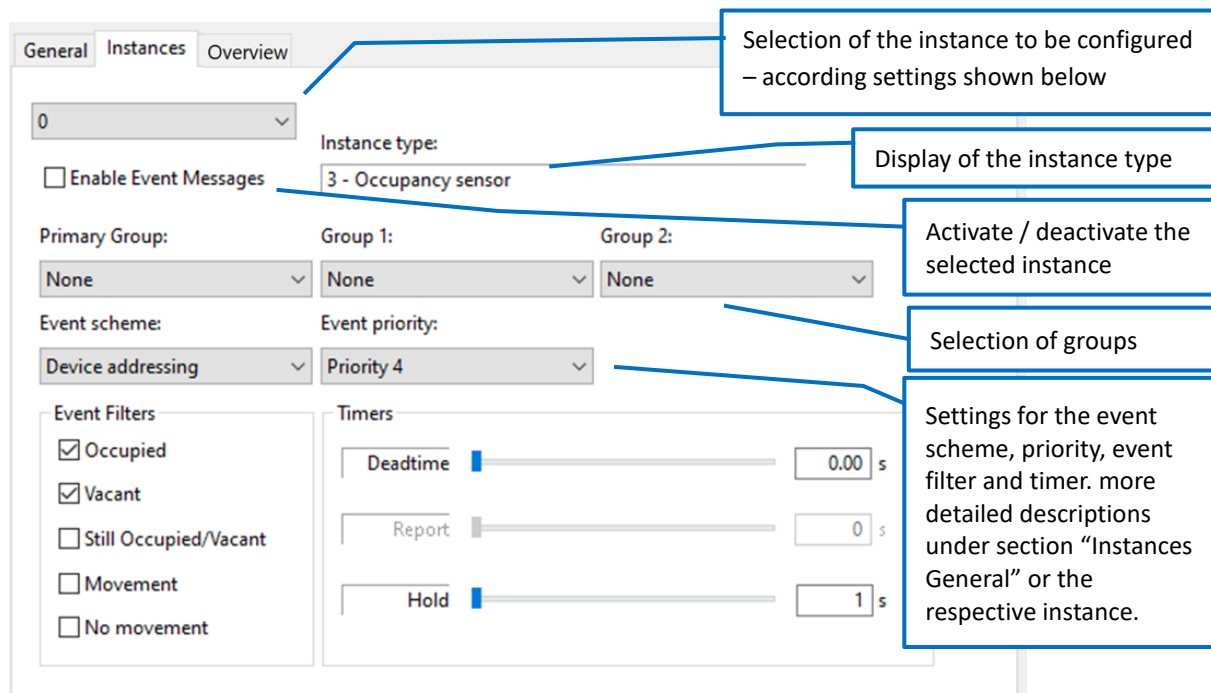 General Instances Overview
Selection of the instance to be configured
– according settings shown below
0
Instance type:
Display of the instance type
Enable Event Messages
3 - Occupancy sensor
Activate / deactivate the
selected instance
Primary Group:
Group 1:
Group 2:
None
None
None
Selection of groups
Event scheme:
Event priority:
Device addressing
Priority 4
Settings for the event
scheme, priority, event
filter and timer. more
detailed descriptions
under section “Instances
General” or the
respective instance.
Event Filters
Occupied
Vacant
Still Occupied/Vacant
Movement
No movement
Timers
Deadtime 0.00 s
Report 0 s
Hold 1 s